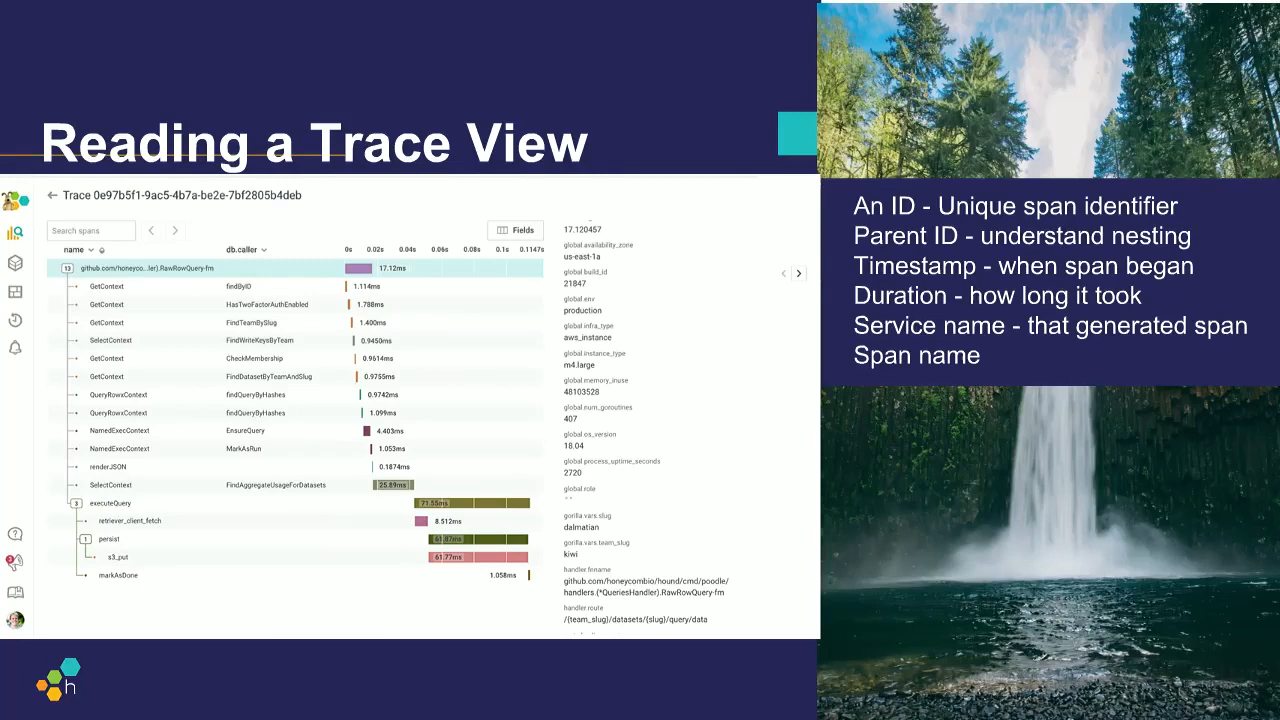 Reading a Trace View
Trace 0e97b5f1-9ac5-4b7a-be2e-7bf2805b4deb
Search spans
Fields
name db.caller 0s 0.02s 0.04s 0.06s 0.08s 0.1s 0.1147s
13 github.com/honeyco...ler).RawRowQuery-fm 17.12ms
GetContext findByID 1.114ms
GetContext HasTwoFactorAuthEnabled 1.788ms
GetContext FindTeamBySlug 1.400ms
SelectContext FindWriteKeysByTeam 0.9450ms
GetContext CheckMembership 0.9614ms
GetContext FindDatasetByTeamAndSlug 0.9755ms
QueryRowxContext findQueryByHashes 0.9742ms
QueryRowxContext findQueryByHashes 1.099ms
NamedExecContext EnsureQuery 4.403ms
NamedExecContext MarkAsRun 1.053ms
renderJSON 0.1874ms
SelectContext FindAggregateUsageForDatasets 25.89ms
3 executeQuery 71.55ms
retriever_client_fetch 8.512ms
1 persist 61.87ms
s3_put 61.77ms
markAsDone 1.058ms
17.120457
global.availability_zone
us-east-1a
global.build_id
21847
global.env
production
global.infra_type
aws_instance
global.instance_type
m4.large
global.memory_inuse
48103528
global.num_goroutines
407
global.os_version
18.04
global.process_uptime_seconds
2720
global.role
gorilla.vars.slug
dalmatian
gorilla.vars.team_slug
kiwi
handler.fnname
github.com/honeycombio/hound/cmd/poodle/
handlers.(*QueriesHandler).RawRowQuery-fm
handler.route
/{team_slug}/datasets/{slug}/query/data
An ID - Unique span identifier
Parent ID - understand nesting
Timestamp - when span began
Duration - how long it took
Service name - that generated span
Span name
h